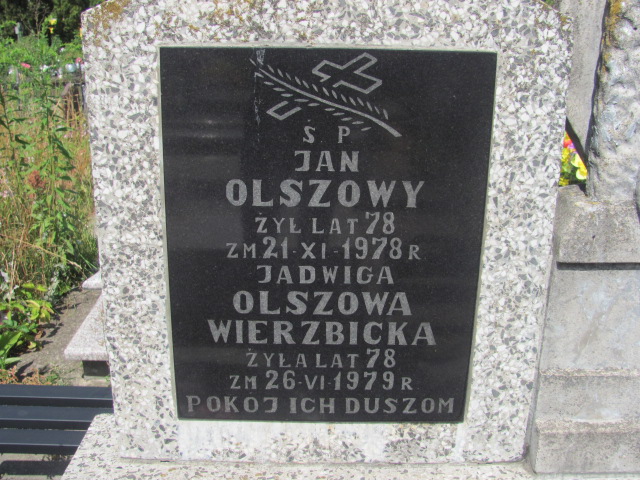 Ś P
JAN
OLSZOWY
ŻYŁ LAT 78
ZM 21-XI-1978 R
JADWIGA
OLSZOWA
WIERZBICKA
ŻYŁA LAT 78
ZM 26-VI-1979 R
POKÓJ ICH DUSZOM